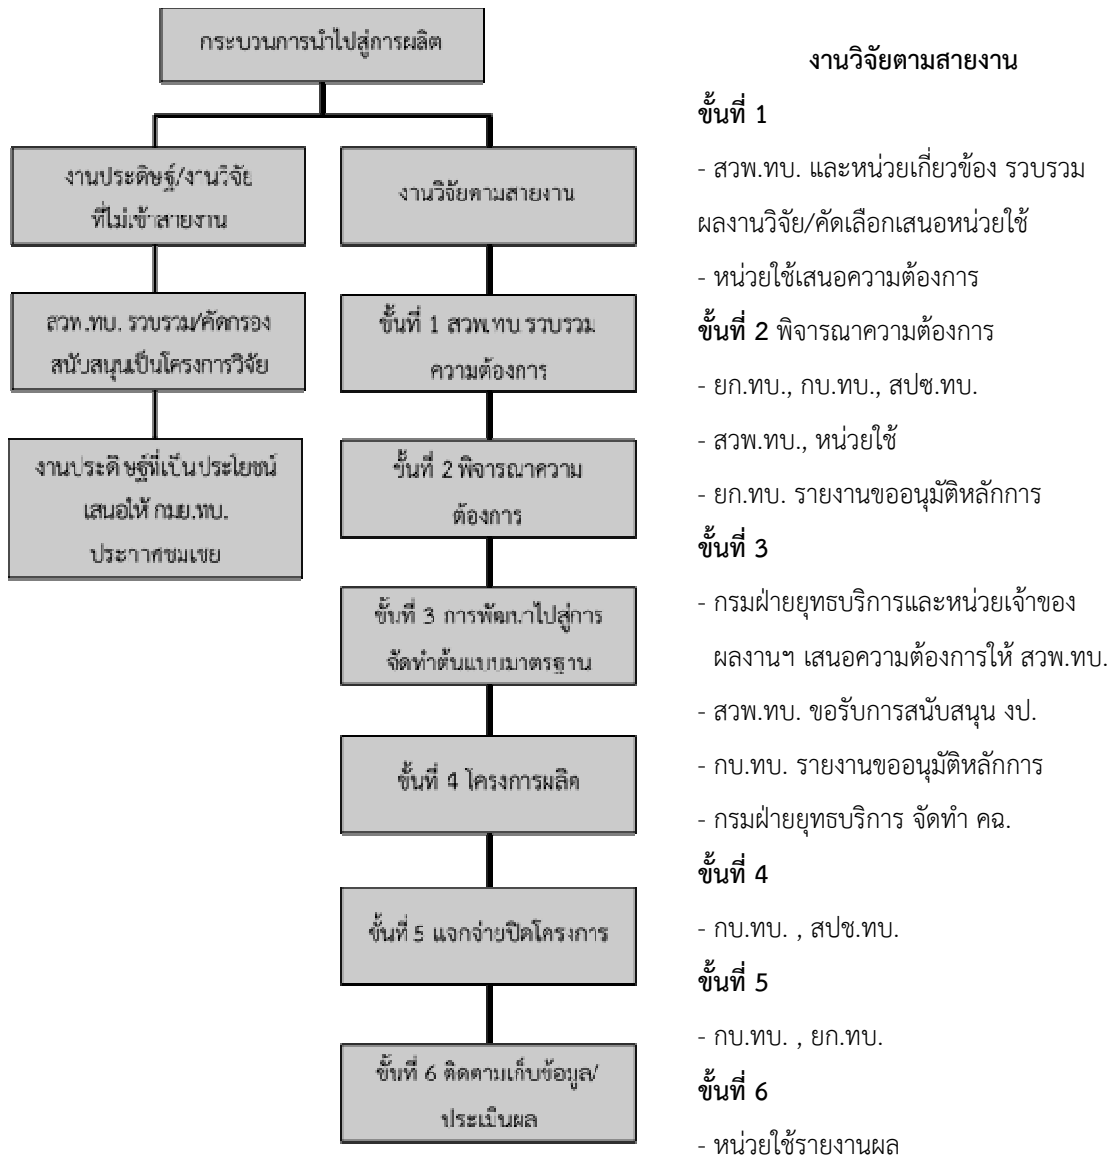 กระบวนการนำไปสู่การผลิต
งานประดิษฐ์/งานวิจัย
ที่ไม่เข้าสายงาน
สวพ.ทบ. รวบรวม/คัดกรอง
สนับสนุนเป็นโครงการวิจัย
งานประดิษฐ์ที่เป็นประโยชน์
เสนอให้ กมย.ทบ.
ประกาศชมเชย
งานวิจัยตามสายงาน
ขั้นที่ 1 สวพ.ทบ รวบรวม
ความต้องการ
ขั้นที่ 2 พิจารณาความ
ต้องการ
ขั้นที่ 3 การพัฒนาไปสู่การ
จัดทำต้นแบบมาตรฐาน
ขั้นที่ 4 โครงการผลิต
ขั้นที่ 5 แจกจ่ายปิดโครงการ
ขั้นที่ 6 ติดตามเก็บข้อมูล/
ประเมินผล
งานวิจัยตามสายงาน
ขั้นที่ 1
- สวพ.ทบ. และหน่วยเกี่ยวข้อง รวบรวม
ผลงานวิจัย/คัดเลือกเสนอหน่วยใช้
- หน่วยใช้เสนอความต้องการ
ขั้นที่ 2 พิจารณาความต้องการ
- ยก.ทบ., กบ.ทบ., สปช.ทบ.
- สวพ.ทบ., หน่วยใช้
- ยก.ทบ. รายงานขออนุมัติหลักการ
ขั้นที่ 3
- กรมฝ่ายยุทธบริการและหน่วยเจ้าของ
ผลงานฯ เสนอความต้องการให้ สวพ.ทบ.
- สวพ.ทบ. ขอรับการสนับสนุน งป.
- กบ.ทบ. รายงานขออนุมัติหลักการ
- กรมฝ่ายยุทธบริการ จัดทำ คฉ.
ขั้นที่ 4
- กบ.ทบ. , สปช.ทบ.
ขั้นที่ 5
- กบ.ทบ. , ยก.ทบ.
ขั้นที่ 6
- หน่วยใช้รายงานผล